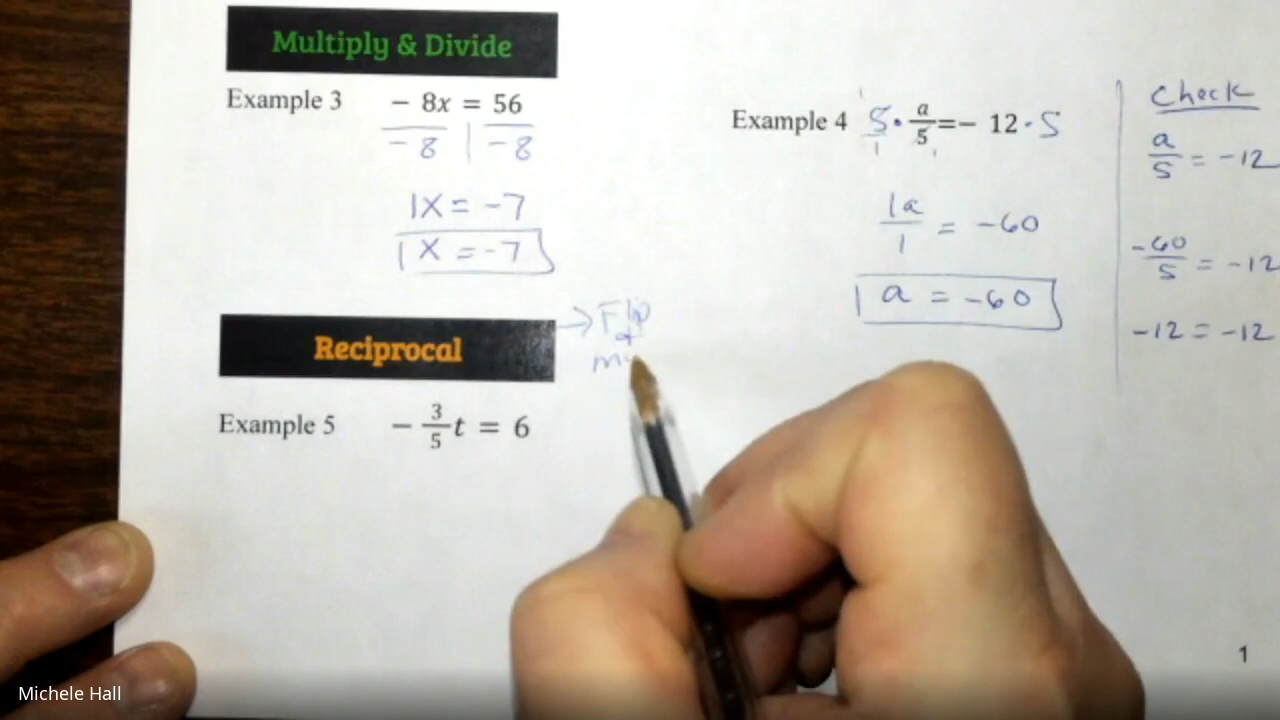 Multiply & Divide
Example 3 − 8x = 56
−8 | −8
1x = −7
x = −7
Example 4 5 · a/5 = − 12 · 5
1a/1 = −60
a = −60
Check
a/5 = −12
−60/5 = −12
−12 = −12
Reciprocal
→ Flip
+
Example 5 − 3/5 t = 6
1
Michele Hall